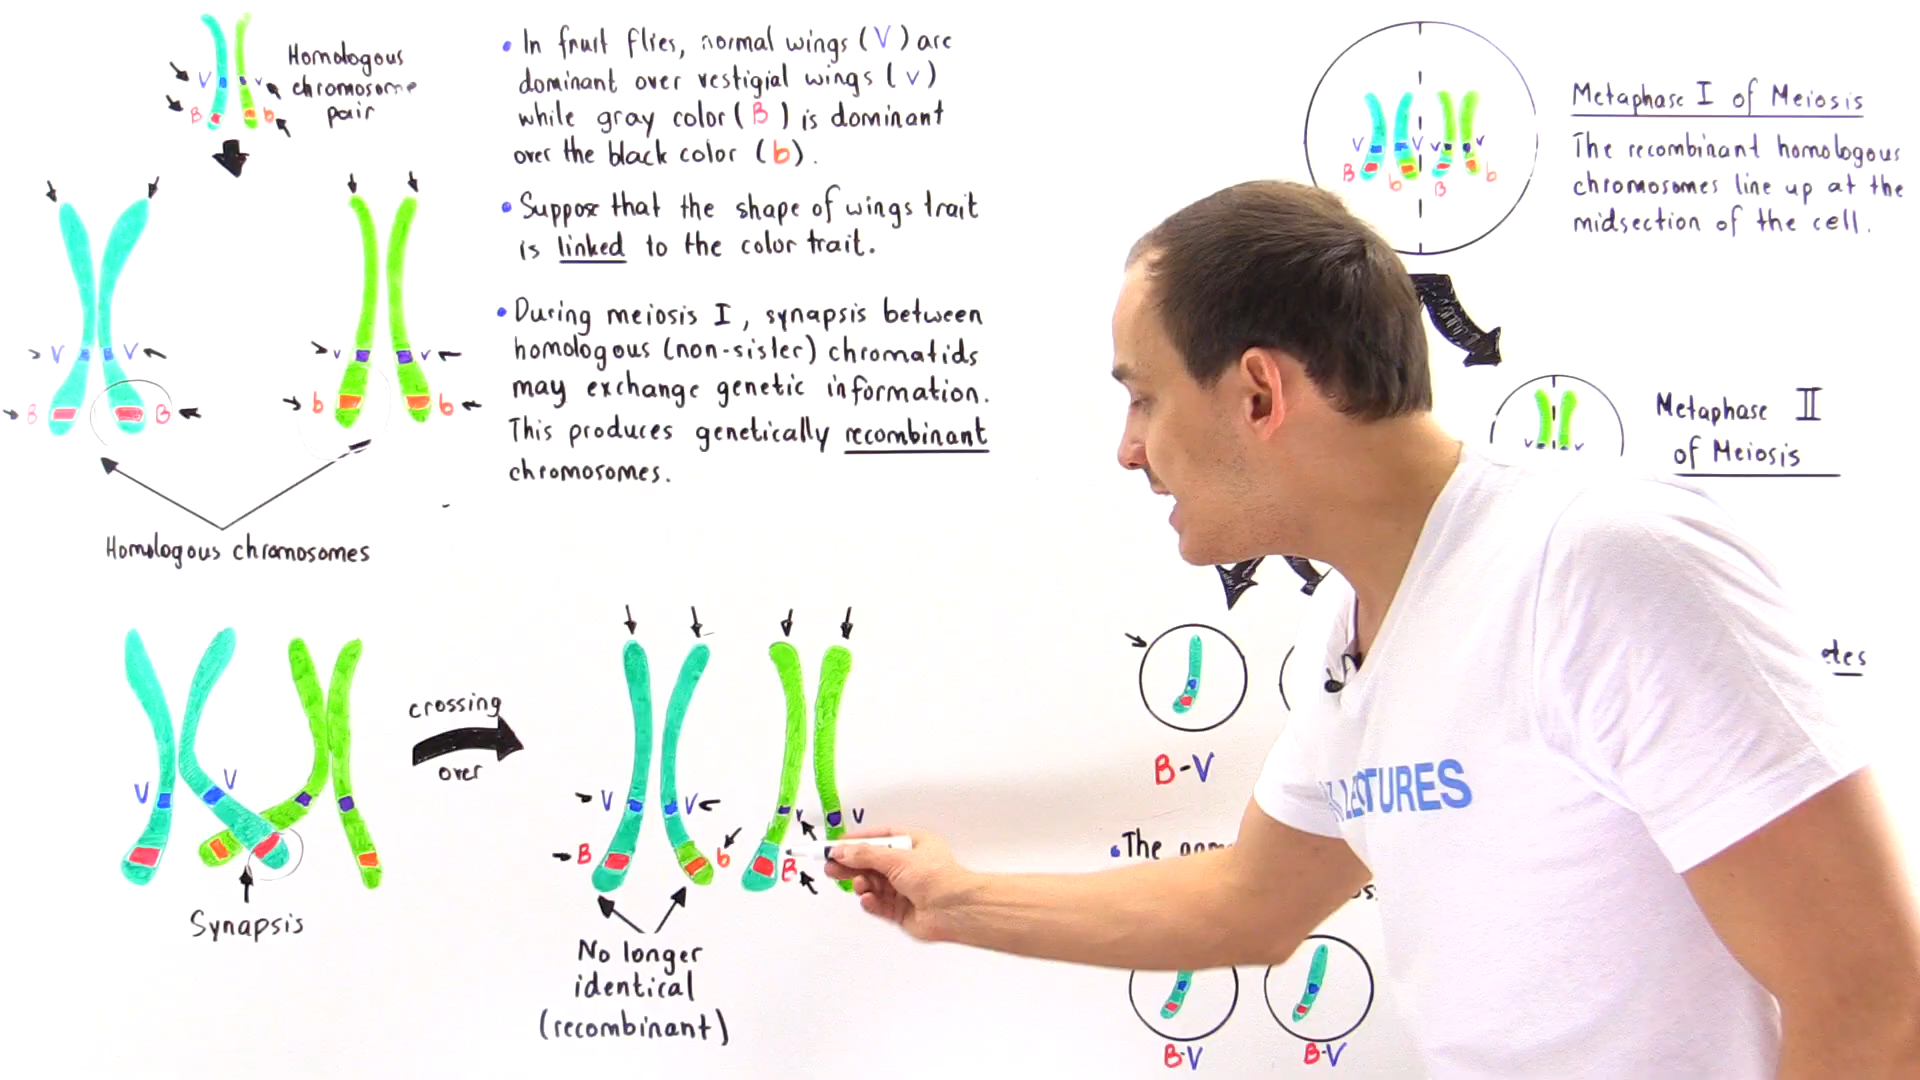 Homologous
chromosome
pair
V
v
B
b
• In fruit flies, normal wings (V) are
dominant over vestigial wings (v)
while gray color (B) is dominant
over the black color (b).
• Suppose that the shape of wings trait
is linked to the color trait.
• During meiosis I, synapsis between
homologous (non-sister) chromatids
may exchange genetic information.
This produces genetically recombinant
chromosomes.
V V
v v
B B
b b
Homologous chromosomes
V V
Synapsis
crossing
over
V V
v v
B b B
No longer
identical
(recombinant)
V V v v
B b B b
Metaphase I of Meiosis
The recombinant homologous
chromosomes line up at the
midsection of the cell.
v v
Metaphase II
of Meiosis
B-V
• The
B-V B-V
LECTURES